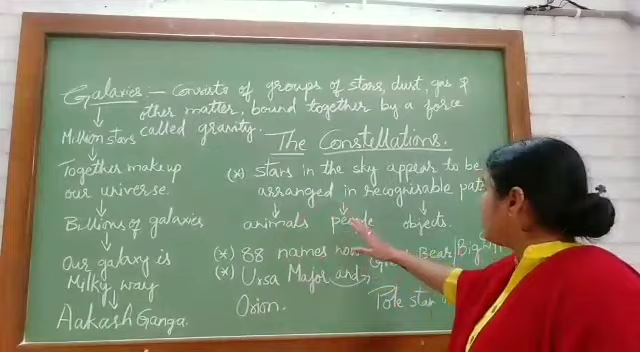 Galaxies – Consists of groups of stars, dust, gas &
other matter, bound together by a force
called gravity.
Million stars
Together make up
our universe.
Billions of galaxies
Our galaxy is
Milky way
Aakash Ganga.
The Constellations.
(*) Stars in the sky appear to be
arranged in recognisable
animals people objects.
(*) 88 names now Great Bear/Big
(*) Ursa Major and
Orion. Pole star